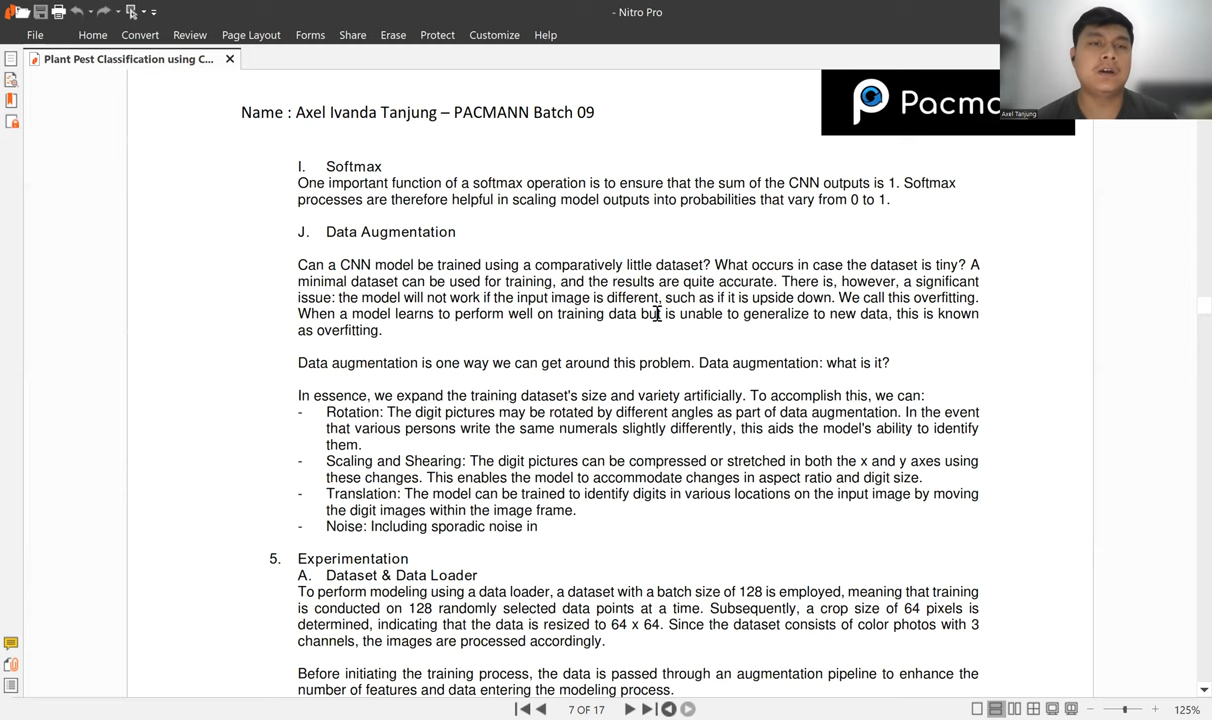 - Nitro Pro
File Home Convert Review Page Layout Forms Share Erase Protect Customize Help
Plant Pest Classification using C...
Name : Axel Ivanda Tanjung – PACMANN Batch 09
Axel Tanjung
I. Softmax
One important function of a softmax operation is to ensure that the sum of the CNN outputs is 1. Softmax
processes are therefore helpful in scaling model outputs into probabilities that vary from 0 to 1.
J. Data Augmentation
Can a CNN model be trained using a comparatively little dataset? What occurs in case the dataset is tiny? A
minimal dataset can be used for training, and the results are quite accurate. There is, however, a significant
issue: the model will not work if the input image is different, such as if it is upside down. We call this overfitting.
When a model learns to perform well on training data but is unable to generalize to new data, this is known
as overfitting.
Data augmentation is one way we can get around this problem. Data augmentation: what is it?
In essence, we expand the training dataset's size and variety artificially. To accomplish this, we can:
- Rotation: The digit pictures may be rotated by different angles as part of data augmentation. In the event
that various persons write the same numerals slightly differently, this aids the model's ability to identify
them.
- Scaling and Shearing: The digit pictures can be compressed or stretched in both the x and y axes using
these changes. This enables the model to accommodate changes in aspect ratio and digit size.
- Translation: The model can be trained to identify digits in various locations on the input image by moving
the digit images within the image frame.
- Noise: Including sporadic noise in
5. Experimentation
A. Dataset & Data Loader
To perform modeling using a data loader, a dataset with a batch size of 128 is employed, meaning that training
is conducted on 128 randomly selected data points at a time. Subsequently, a crop size of 64 pixels is
determined, indicating that the data is resized to 64 x 64. Since the dataset consists of color photos with 3
channels, the images are processed accordingly.
Before initiating the training process, the data is passed through an augmentation pipeline to enhance the
number of features and data entering the modeling process.
7 OF 17
125%